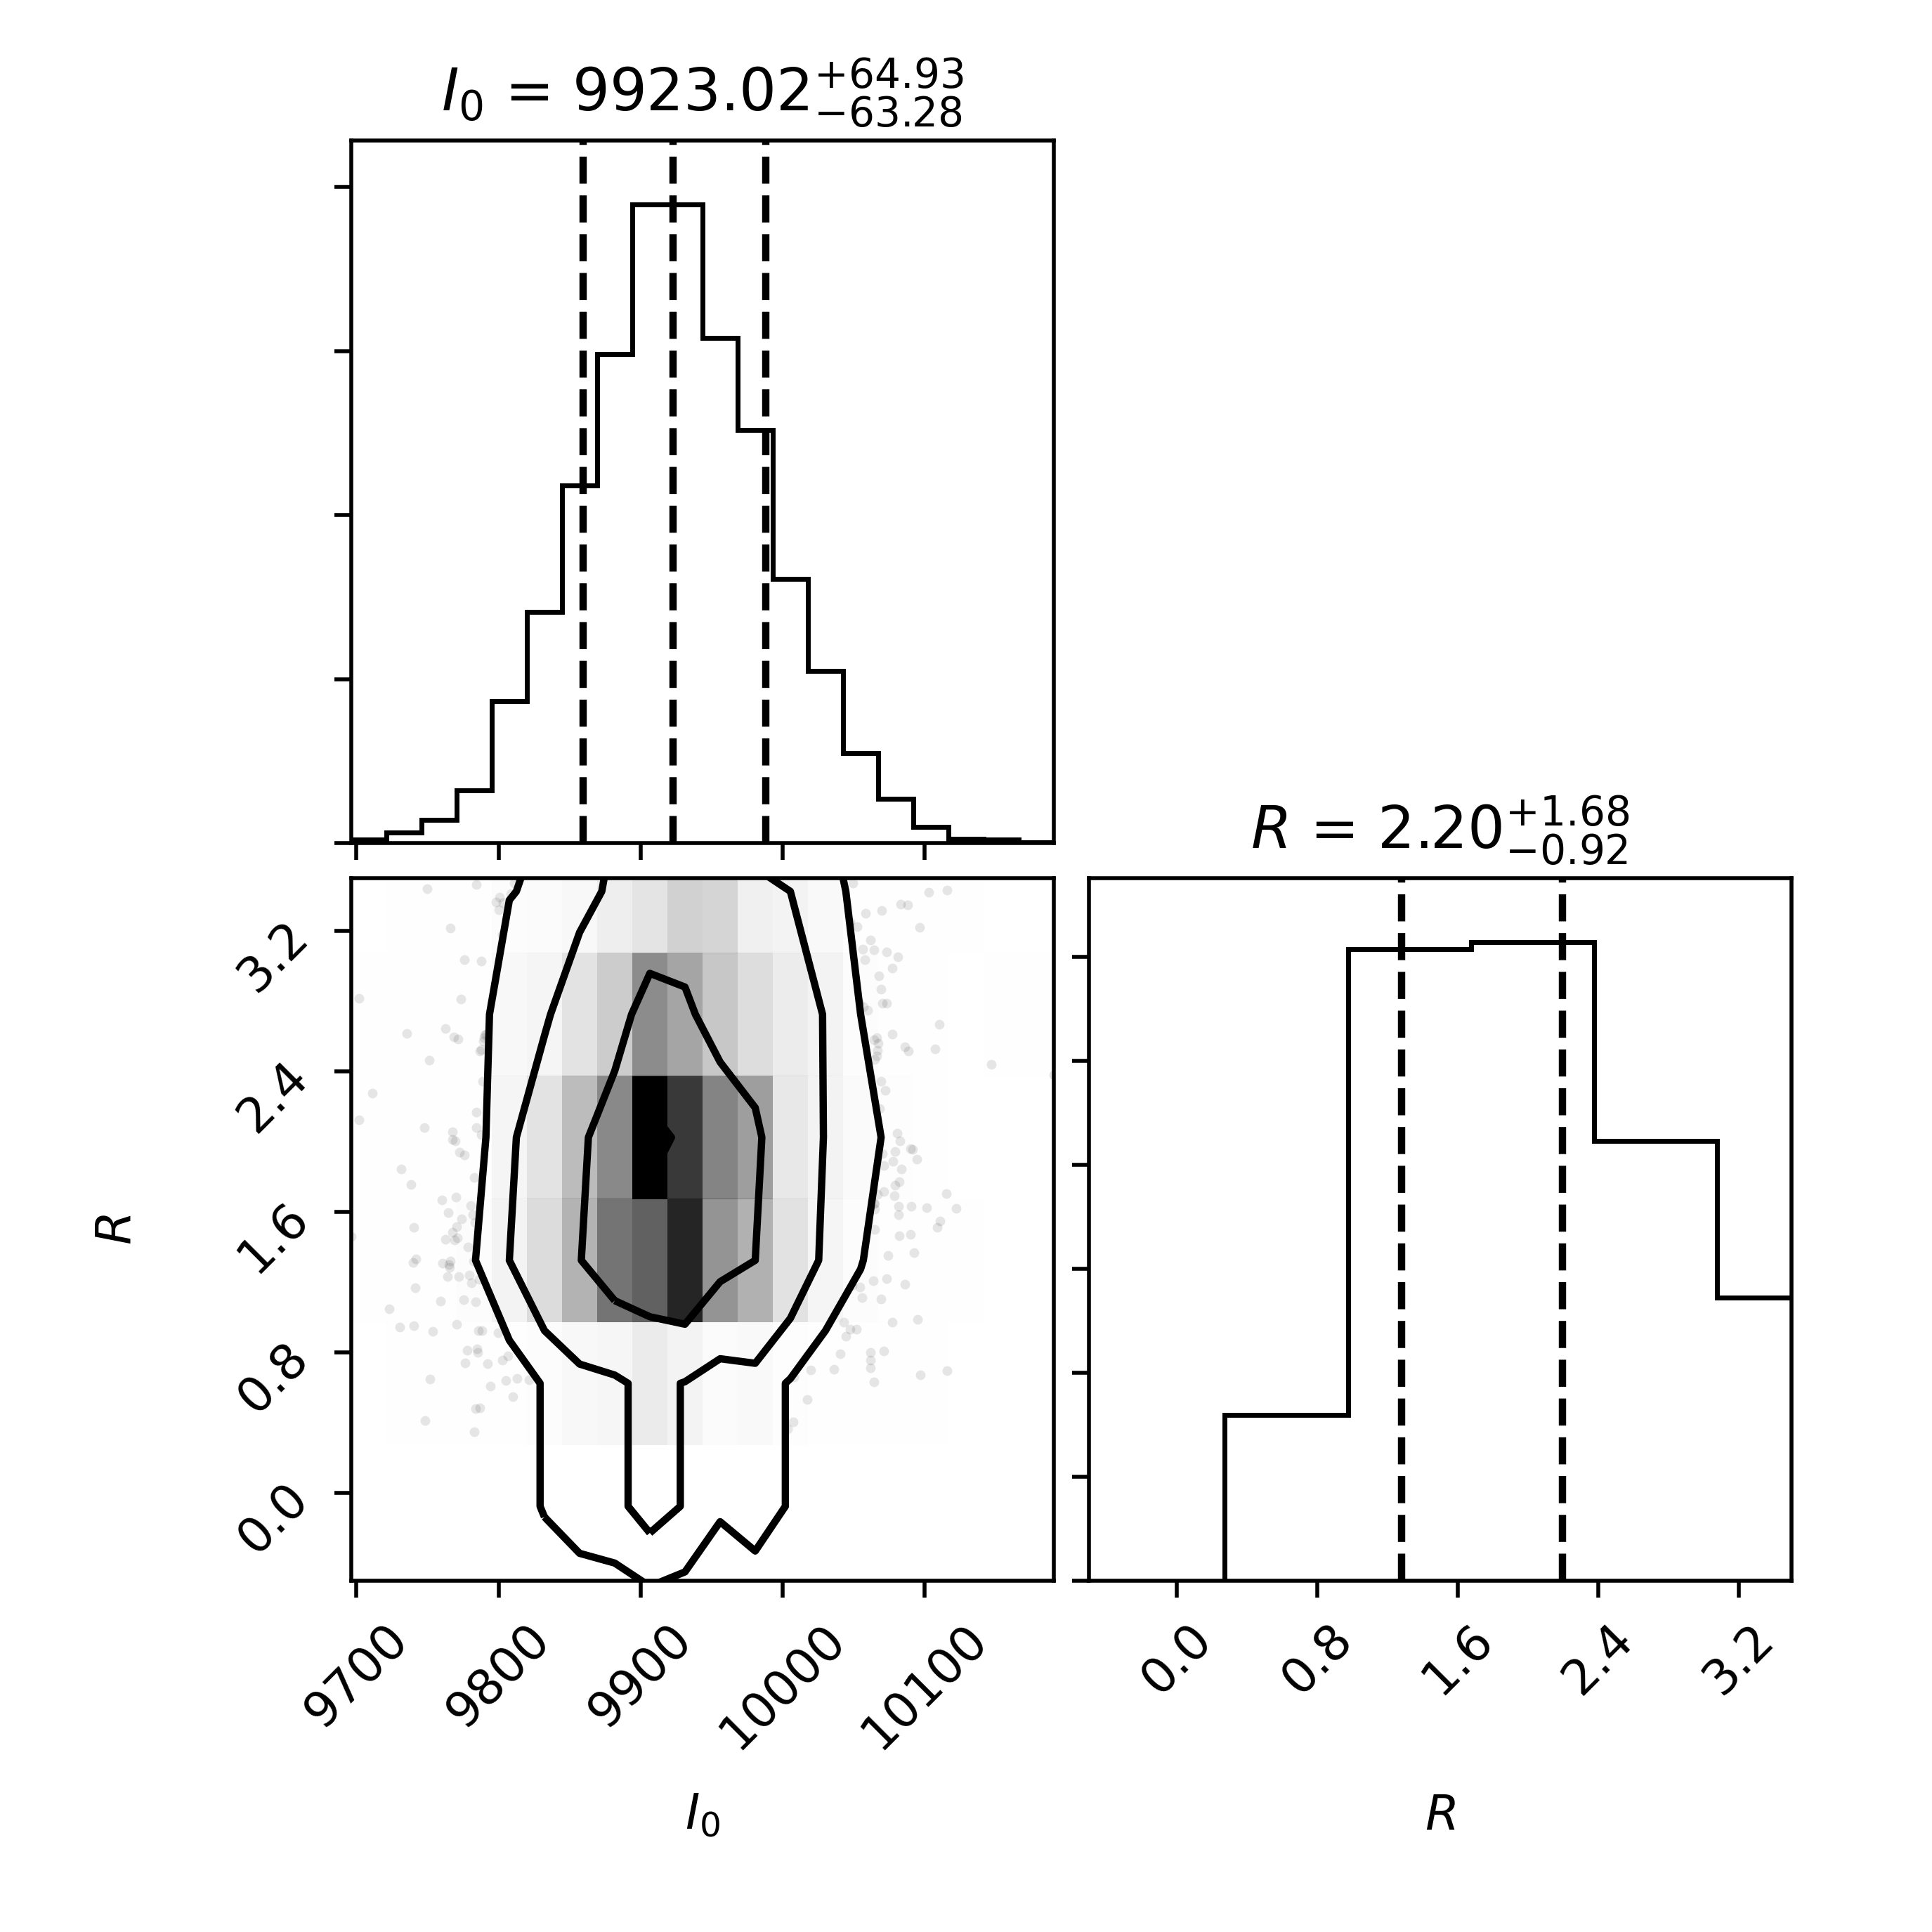 I₀ = 9923.02⁺⁶⁴·⁹³₋₆₃.₂₈
R = 2.20⁺¹·⁶⁸₋₀.₉₂
3.2
2.4
1.6
0.8
0.0
R
9700 9800 9900 10000 10100
0.0 0.8 1.6 2.4 3.2
I₀
R